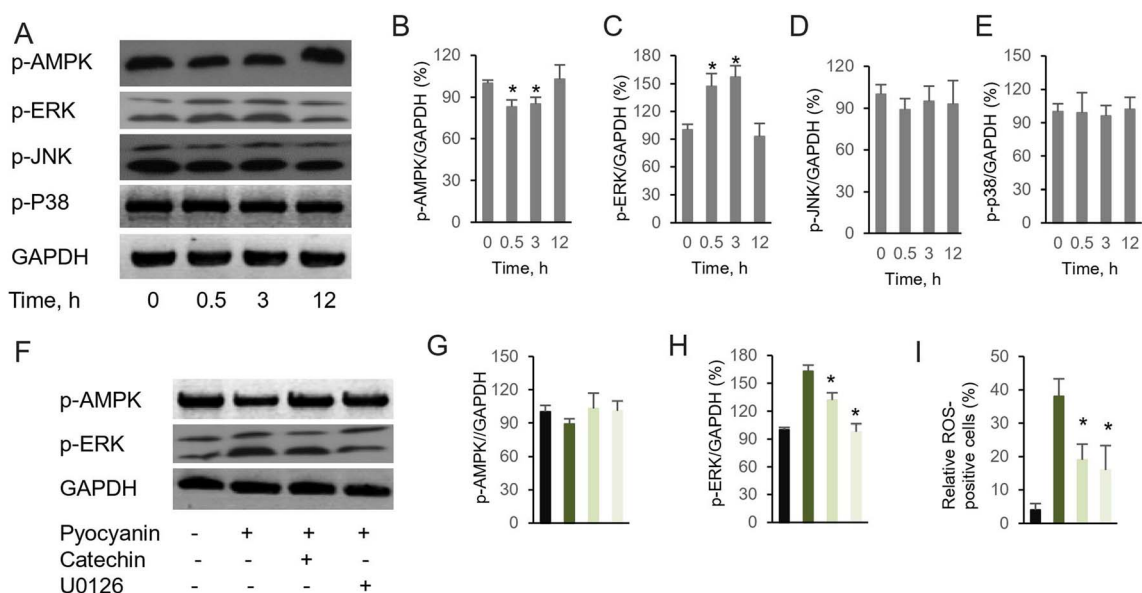 A
p-AMPK
p-ERK
p-JNK
p-P38
GAPDH
Time, h 0 0.5 3 12
B
p-AMPK/GAPDH (%)
120
90
60
30
0
* *
0 0.5 3 12
Time, h
C
p-ERK/GAPDH (%)
180
150
120
90
60
30
0
* *
0 0.5 3 12
Time, h
D
p-JNK/GAPDH (%)
120
90
60
30
0
0 0.5 3 12
Time, h
E
p-p38/GAPDH (%)
150
120
90
60
30
0
0 0.5 3 12
Time, h
F
p-AMPK
p-ERK
GAPDH
Pyocyanin - + + +
Catechin - - + -
U0126 - - - +
G
p-AMPK//GAPDH
150
120
90
60
30
0
H
p-ERK/GAPDH (%)
180
150
120
90
60
30
0
*
*
I
Relative ROS-
positive cells (%)
50
40
30
20
10
0
* *